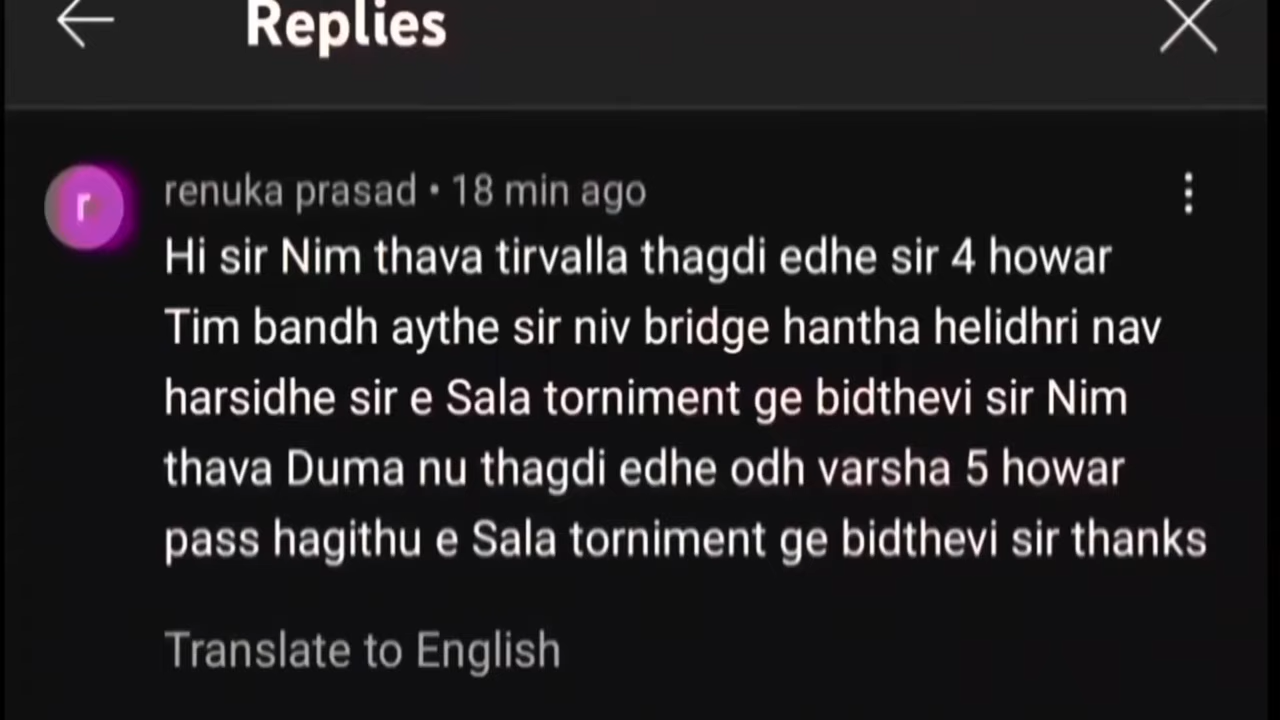 Replies
renuka prasad • 18 min ago
Hi sir Nim thava tirvalla thagdi edhe sir 4 howar
Tim bandh aythe sir niv bridge hantha helidhri nav
harsidhe sir e Sala torniment ge bidthevi sir Nim
thava Duma nu thagdi edhe odh varsha 5 howar
pass hagithu e Sala torniment ge bidthevi sir thanks
Translate to English